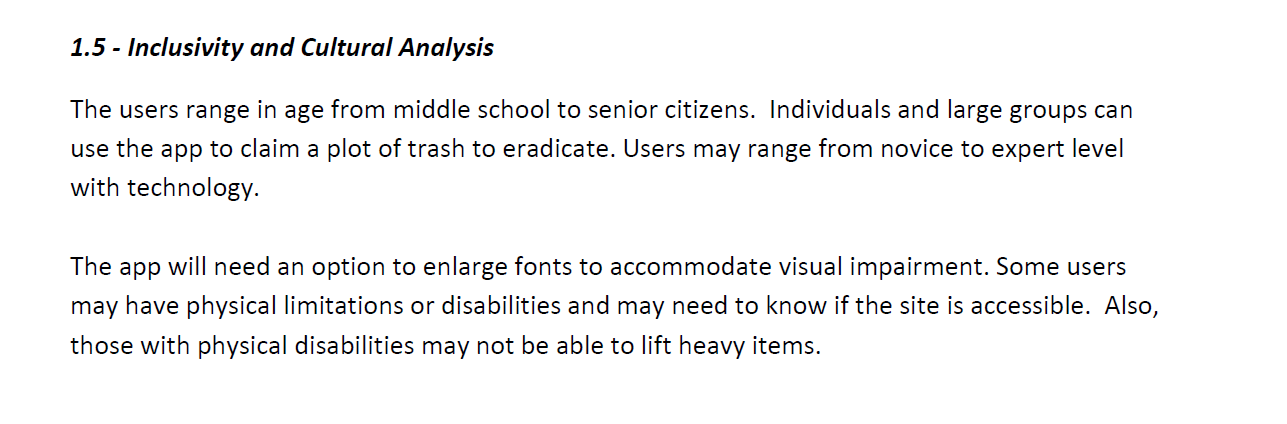 1.5 - Inclusivity and Cultural Analysis
The users range in age from middle school to senior citizens.  Individuals and large groups can
use the app to claim a plot of trash to eradicate. Users may range from novice to expert level
with technology.
The app will need an option to enlarge fonts to accommodate visual impairment. Some users
may have physical limitations or disabilities and may need to know if the site is accessible.  Also,
those with physical disabilities may not be able to lift heavy items.